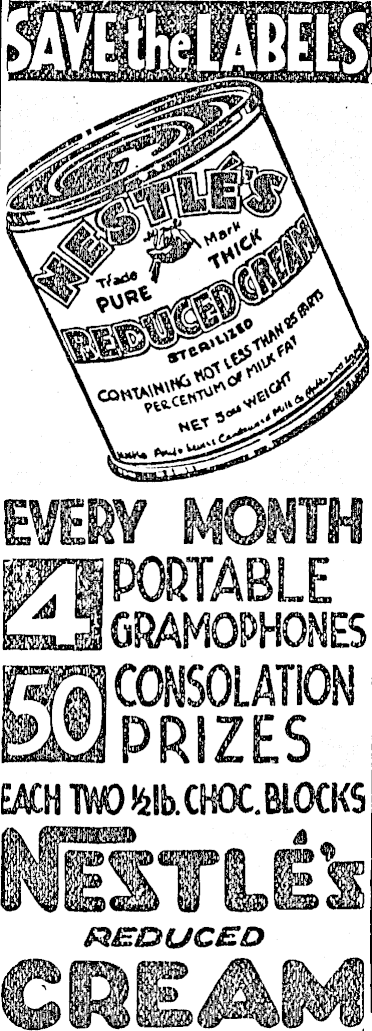 SAVE the LABELS
NESTLÉ'S
Trade Mark
PURE THICK
REDUCED CREAM
STERILIZED
CONTAINING NOT LESS THAN 25 PARTS
PER CENTUM OF MILK FAT
NET 5oz WEIGHT
Milk Co
EVERY MONTH
4 PORTABLE
GRAMOPHONES
50 CONSOLATION
PRIZES
EACH TWO ½lb. CHOC. BLOCKS
NESTLÉ's
REDUCED
CREAM